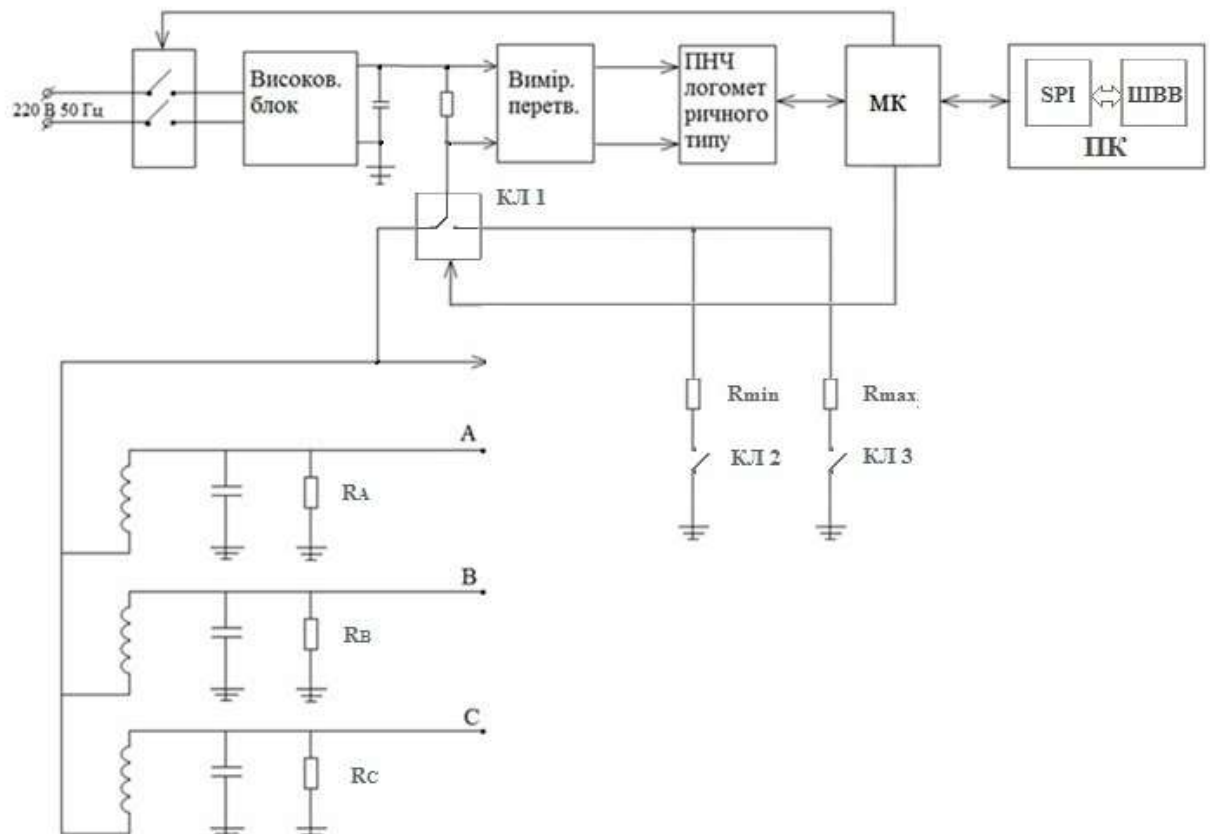 220 В 50 Гц
Високов.
блок
Вимір.
перетв.
ПНЧ
логомет
ричного
типу
МК
SPI
ШВВ
ПК
КЛ 1
Rmin
Rmax
КЛ 2
КЛ 3
A
RA
B
RB
C
RC